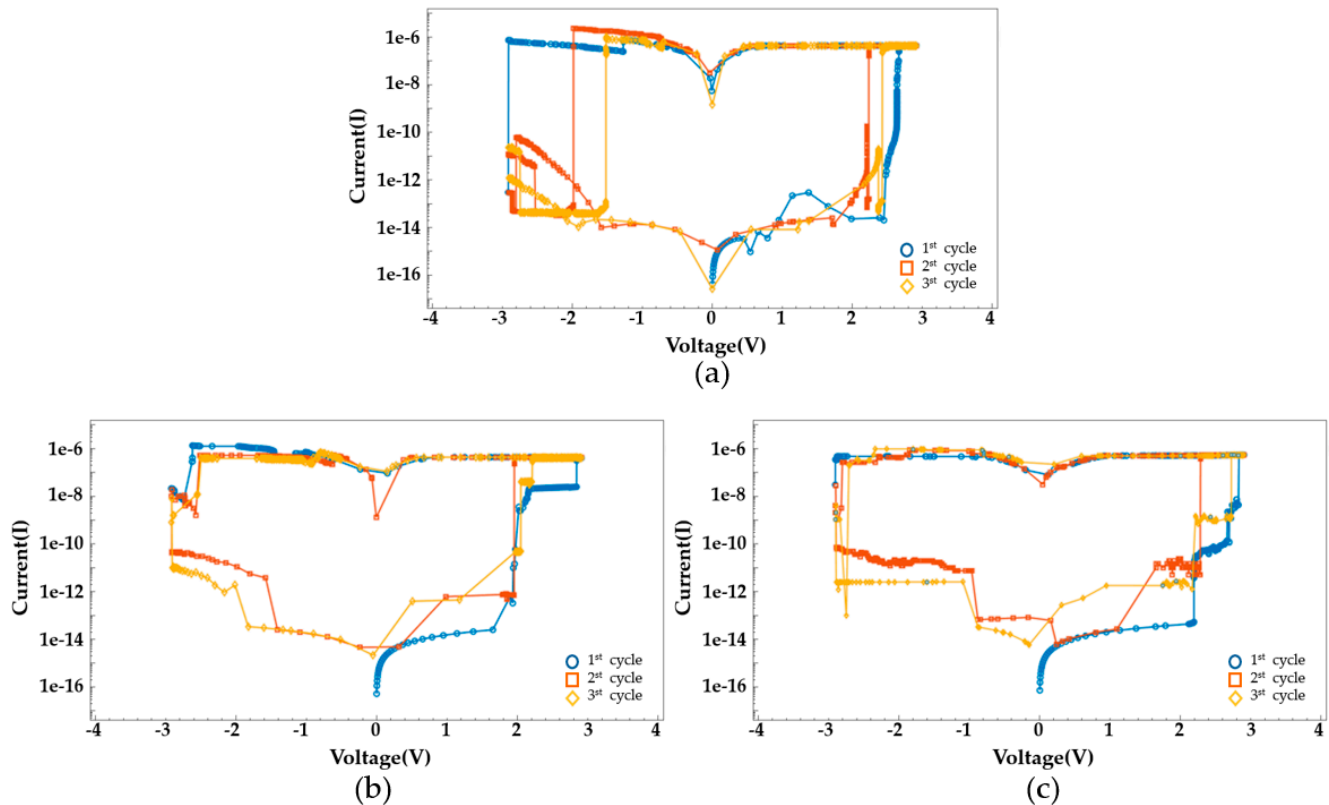 1e-6
1e-8
1e-10
1e-12
1e-14
1e-16
Current(I)
1st cycle
2st cycle
3st cycle
-4 -3 -2 -1 0 1 2 3 4
Voltage(V)
(a)
1e-6
1e-8
1e-10
1e-12
1e-14
1e-16
Current(I)
1st cycle
2st cycle
3st cycle
-4 -3 -2 -1 0 1 2 3 4
Voltage(V)
(b)
1e-6
1e-8
1e-10
1e-12
1e-14
1e-16
Current(I)
1st cycle
2st cycle
3st cycle
-4 -3 -2 -1 0 1 2 3 4
Voltage(V)
(c)